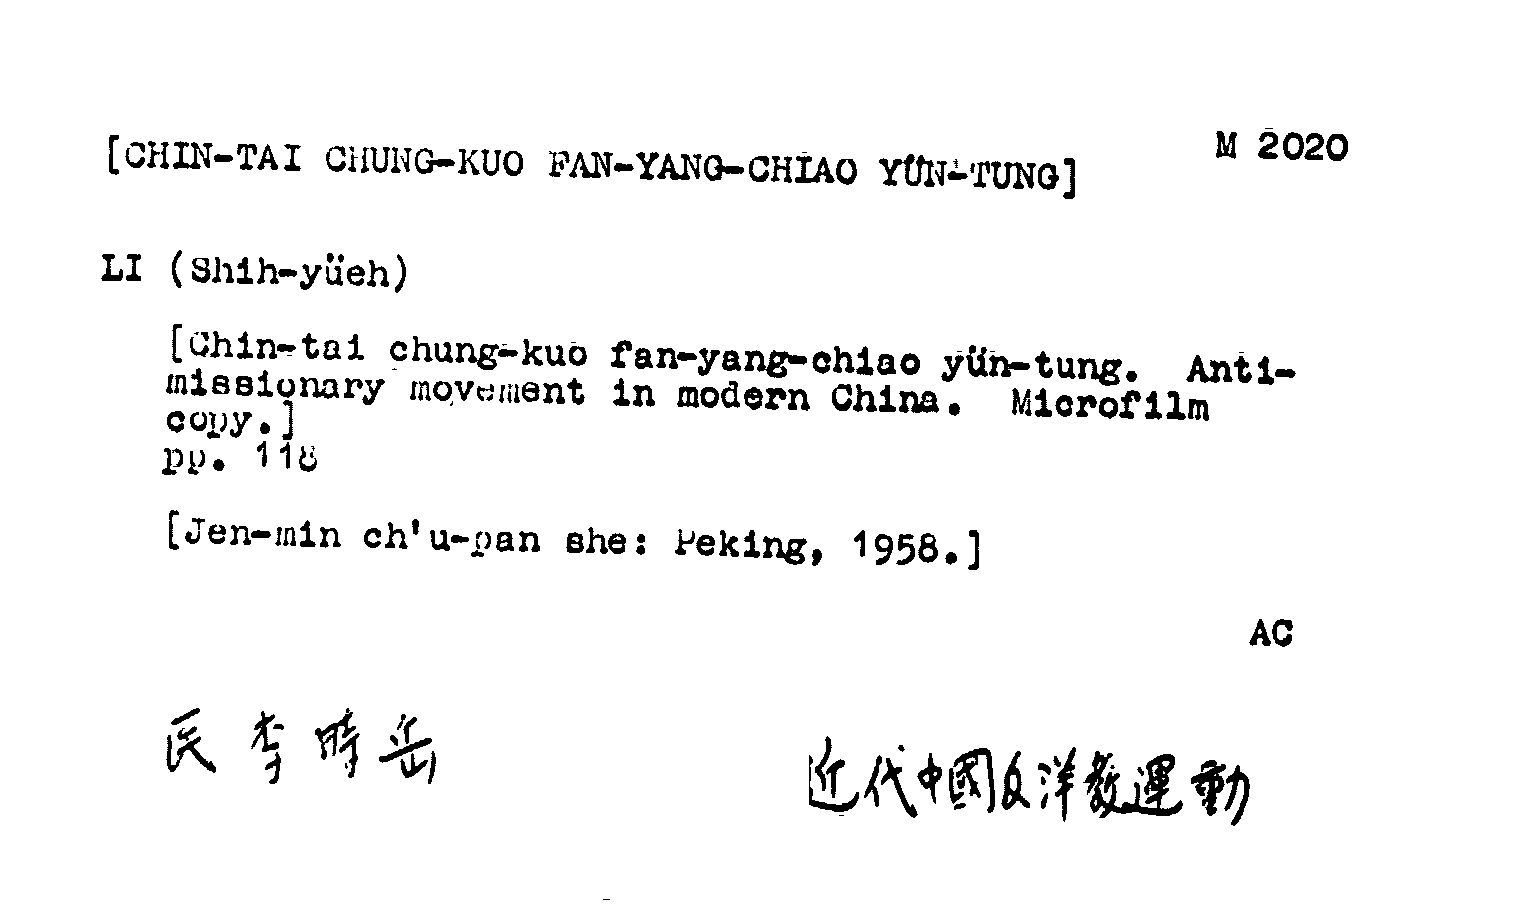 [CHIN-TAI CHUNG-KUO FAN-YANG-CHIAO YÜN-TUNG]
M 2020
LI (Shih-yüeh)
[Chin-tai chung-kuo fan-yang-chiao yün-tung. Anti-
missionary movement in modern China. Microfilm
copy.]
pp. 118
[Jen-min ch'u-pan she: Peking, 1958.]
AC
民 李時岳
近代中國反洋教運動